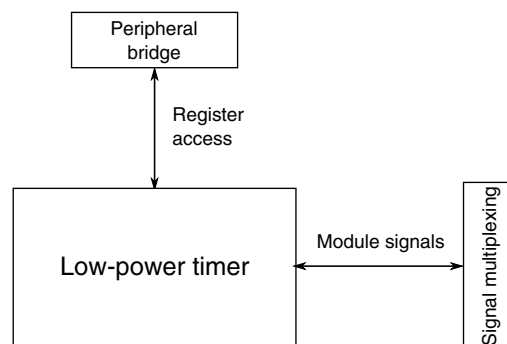 Peripheral
bridge
Register
access
Low-power timer
Module signals
Signal multiplexing